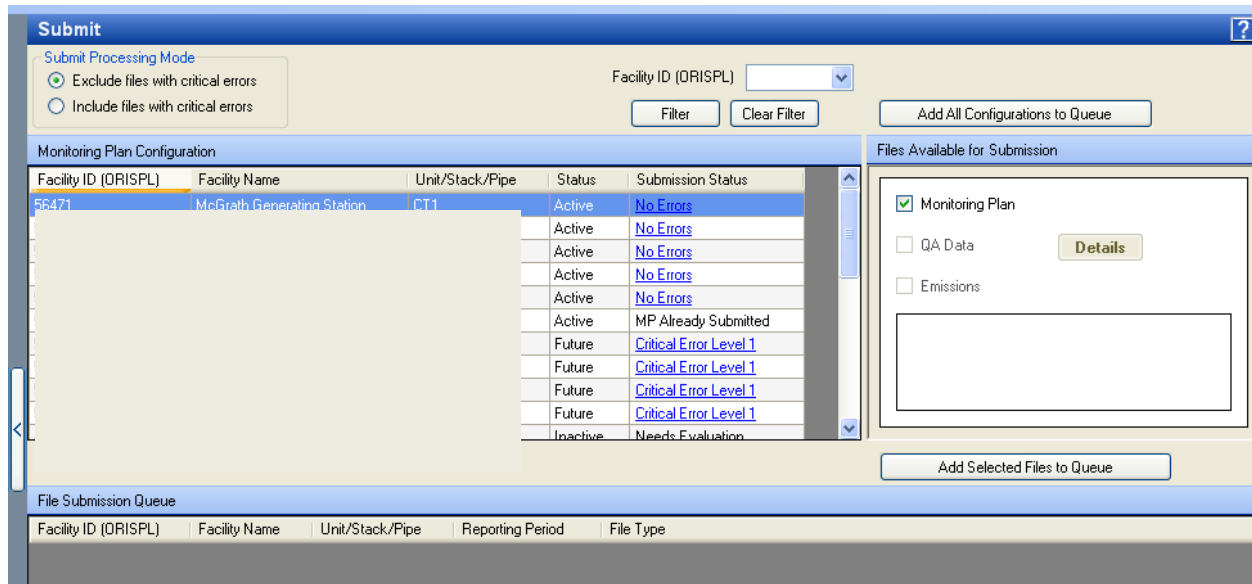 Submit
?
Submit Processing Mode
Exclude files with critical errors
Include files with critical errors
Facility ID (ORISPL)
Filter
Clear Filter
Add All Configurations to Queue
Monitoring Plan Configuration
Facility ID (ORISPL) Facility Name Unit/Stack/Pipe Status Submission Status
56471 McGrath Generating Station CT1 Active No Errors
Active No Errors
Active No Errors
Active No Errors
Active No Errors
Active MP Already Submitted
Future Critical Error Level 1
Future Critical Error Level 1
Future Critical Error Level 1
Future Critical Error Level 1
Inactive Needs Evaluation
Files Available for Submission
Monitoring Plan
QA Data Details
Emissions
<
Add Selected Files to Queue
File Submission Queue
Facility ID (ORISPL) Facility Name Unit/Stack/Pipe Reporting Period File Type